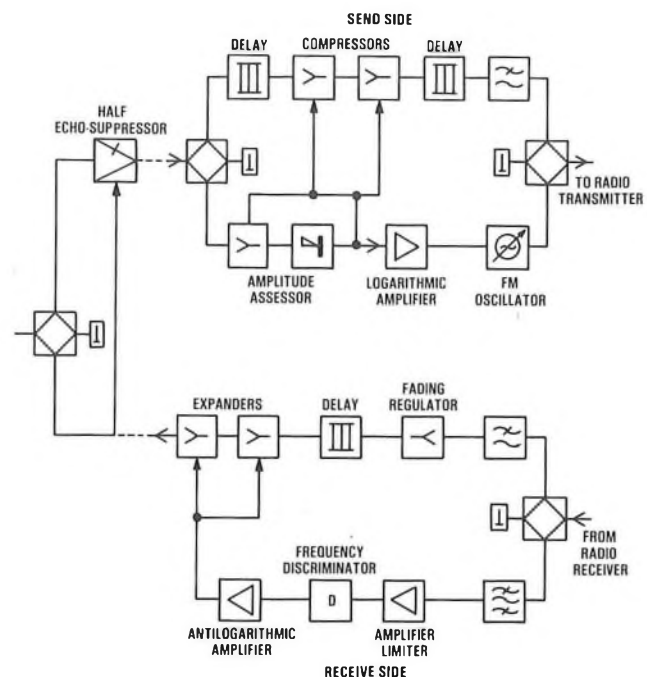 SEND SIDE
DELAY
COMPRESSORS
DELAY
HALF
ECHO-SUPPRESSOR
TO RADIO
TRANSMITTER
AMPLITUDE
ASSESSOR
LOGARITHMIC
AMPLIFIER
FM
OSCILLATOR
EXPANDERS
DELAY
FADING
REGULATOR
FROM
RADIO
RECEIVER
FREQUENCY
DISCRIMINATOR
D
ANTILOGARITHMIC
AMPLIFIER
AMPLIFIER
LIMITER
RECEIVE SIDE